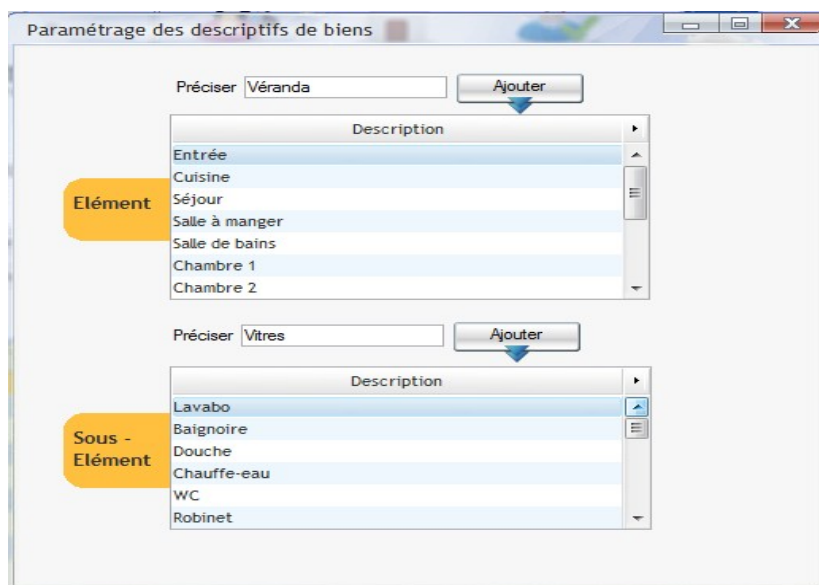 Paramétrage des descriptifs de biens
Préciser Véranda Ajouter
Description
Entrée
Cuisine
Elément
Séjour
Salle à manger
Salle de bains
Chambre 1
Chambre 2
Préciser Vitres Ajouter
Description
Lavabo
Baignoire
Sous -
Elément
Douche
Chauffe-eau
WC
Robinet